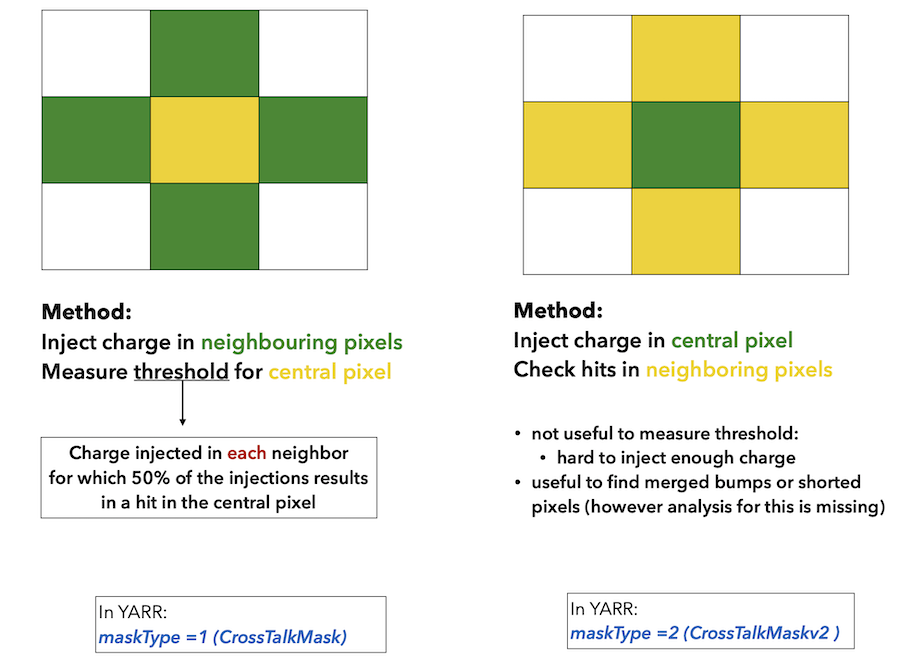 Method:
Inject charge in neighbouring pixels
Measure threshold for central pixel
Charge injected in each neighbor
for which 50% of the injections results
in a hit in the central pixel
In YARR:
maskType =1 (CrossTalkMask)
Method:
Inject charge in central pixel
Check hits in neighboring pixels
• not useful to measure threshold:
• hard to inject enough charge
• useful to find merged bumps or shorted
pixels (however analysis for this is missing)
In YARR:
maskType =2 (CrossTalkMaskv2 )